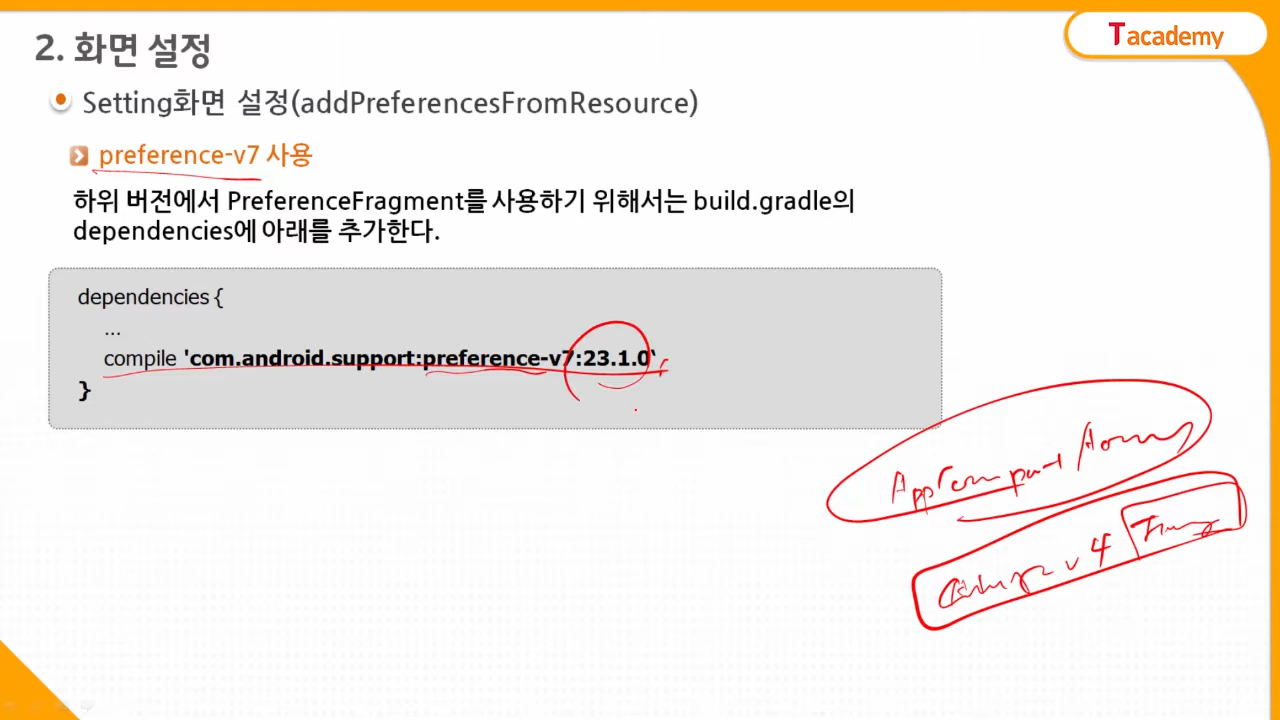 2. 화면 설정
Tacademy
Setting화면 설정(addPreferencesFromResource)
preference-v7 사용
하위 버전에서 PreferenceFragment를 사용하기 위해서는 build.gradle의
dependencies에 아래를 추가한다.
dependencies {
...
compile 'com.android.support:preference-v7:23.1.0‘
}
AppCompat
v4